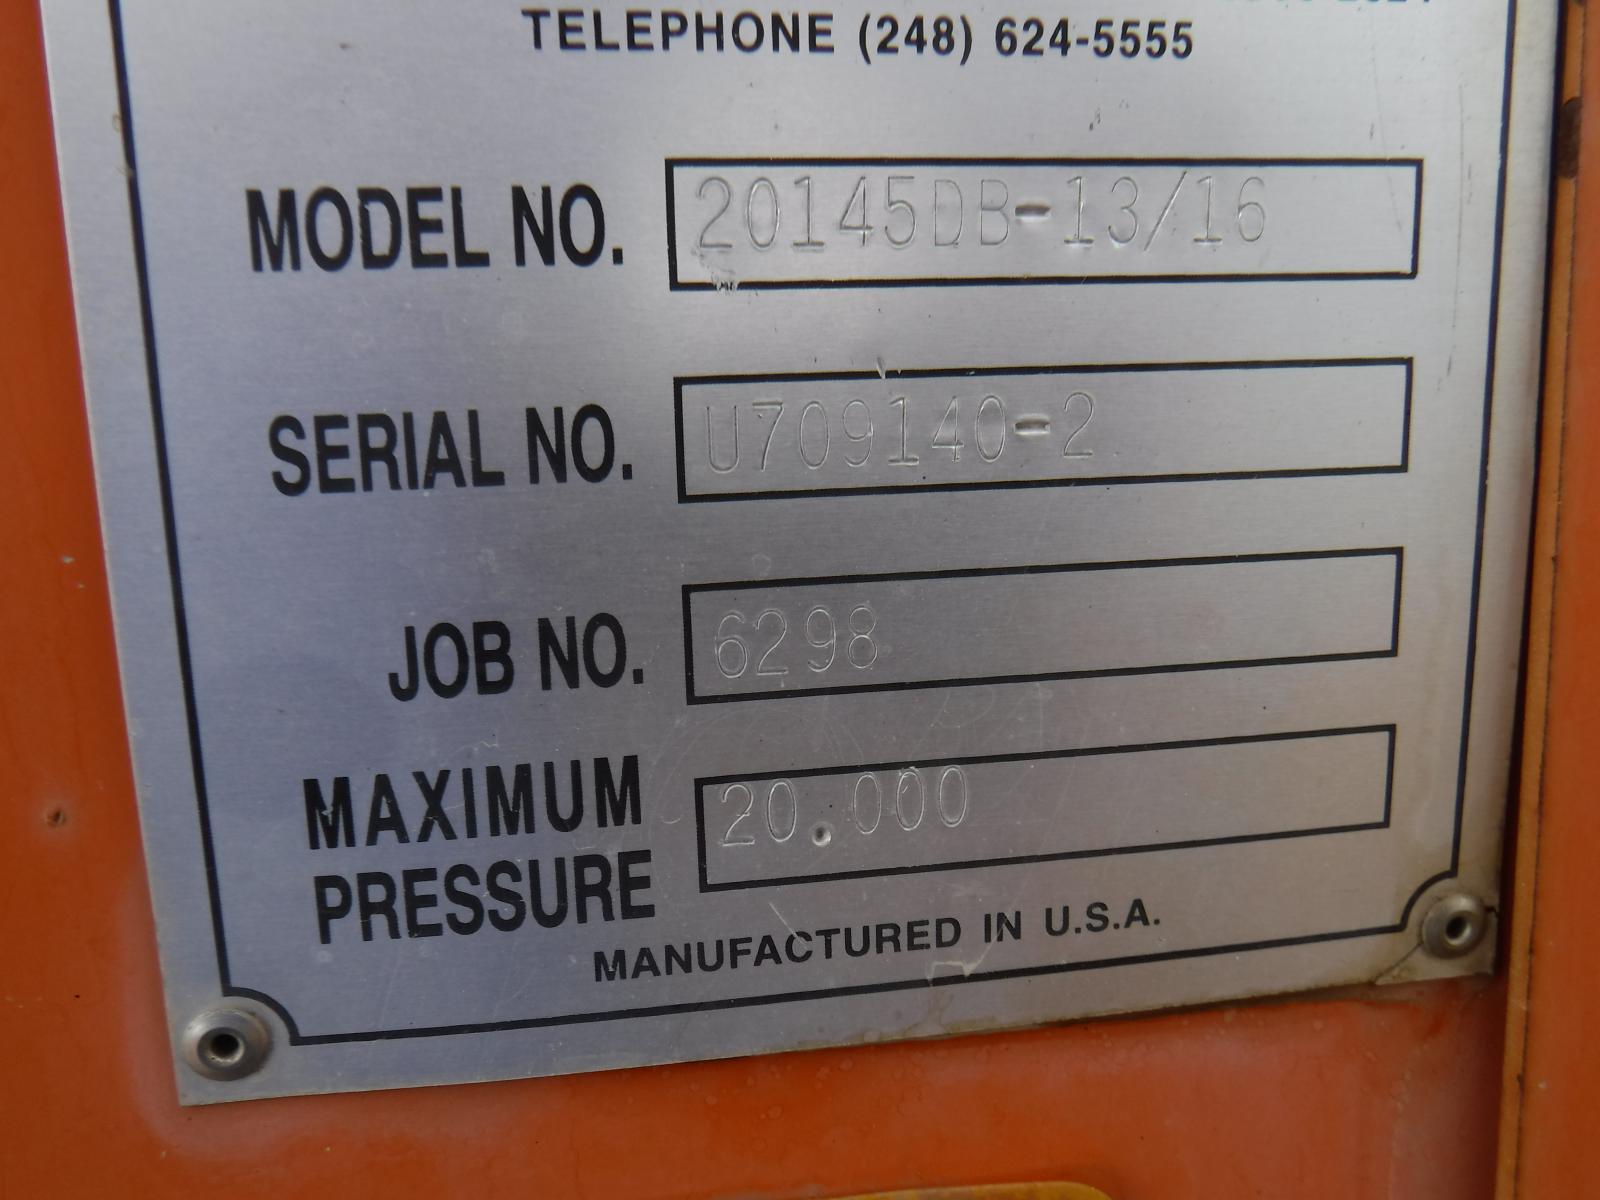 TELEPHONE (248) 624-5555
MODEL NO. 20145DB-13/16
SERIAL NO. U709140-2
JOB NO. 6298
MAXIMUM
PRESSURE 20.000
MANUFACTURED IN U.S.A.